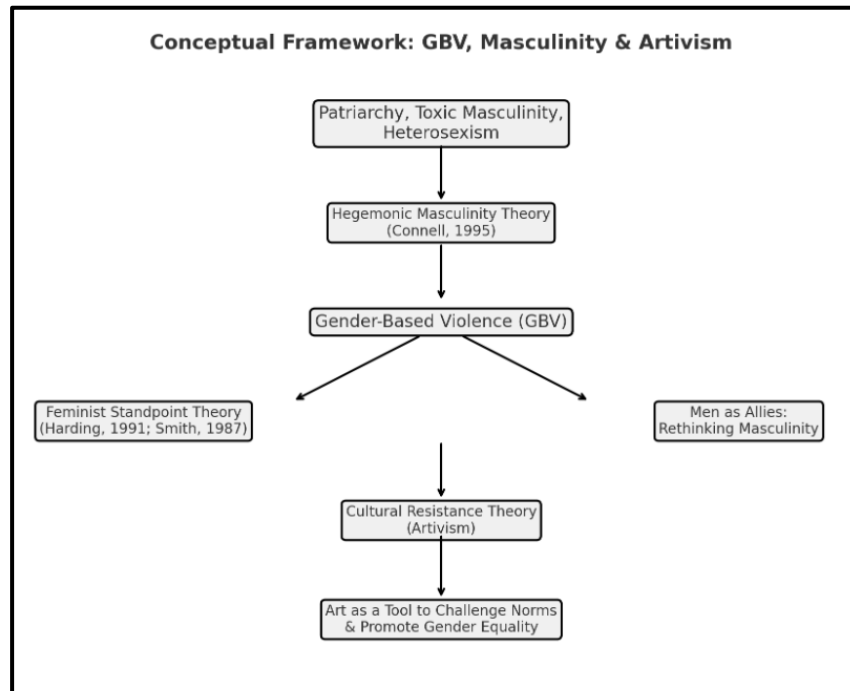 Conceptual Framework: GBV, Masculinity & Artivism
Patriarchy, Toxic Masculinity,
Heterosexism
Hegemonic Masculinity Theory
(Connell, 1995)
Gender-Based Violence (GBV)
Feminist Standpoint Theory
(Harding, 1991; Smith, 1987)
Men as Allies:
Rethinking Masculinity
Cultural Resistance Theory
(Artivism)
Art as a Tool to Challenge Norms
& Promote Gender Equality